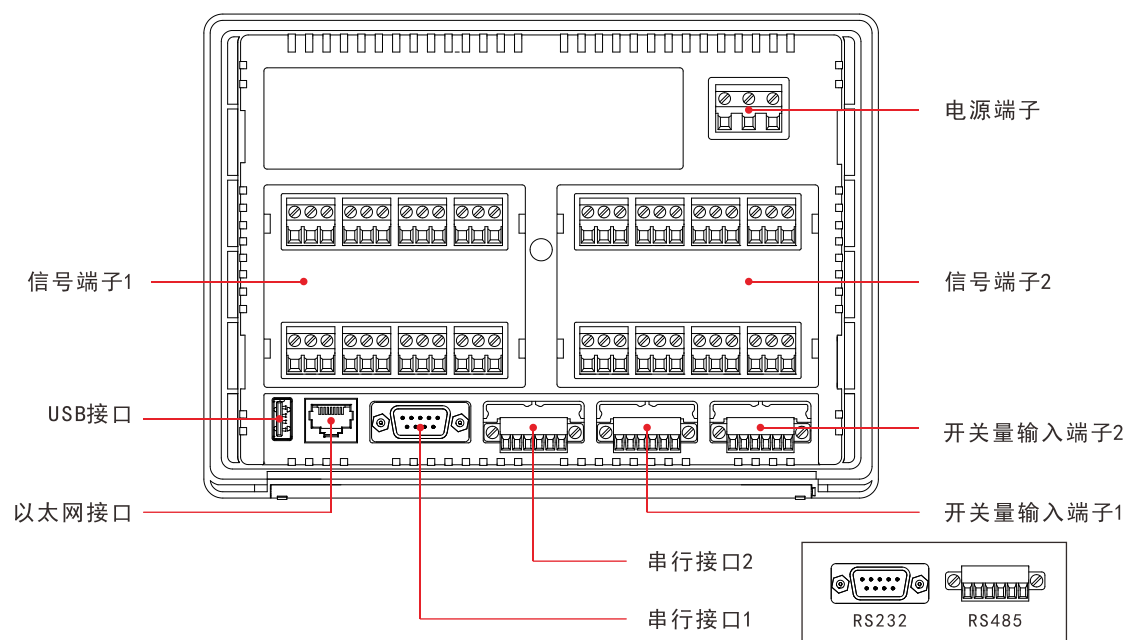 电源端子
信号端子1
信号端子2
USB接口
开关量输入端子2
以太网接口
开关量输入端子1
串行接口2
串行接口1
RS232
RS485